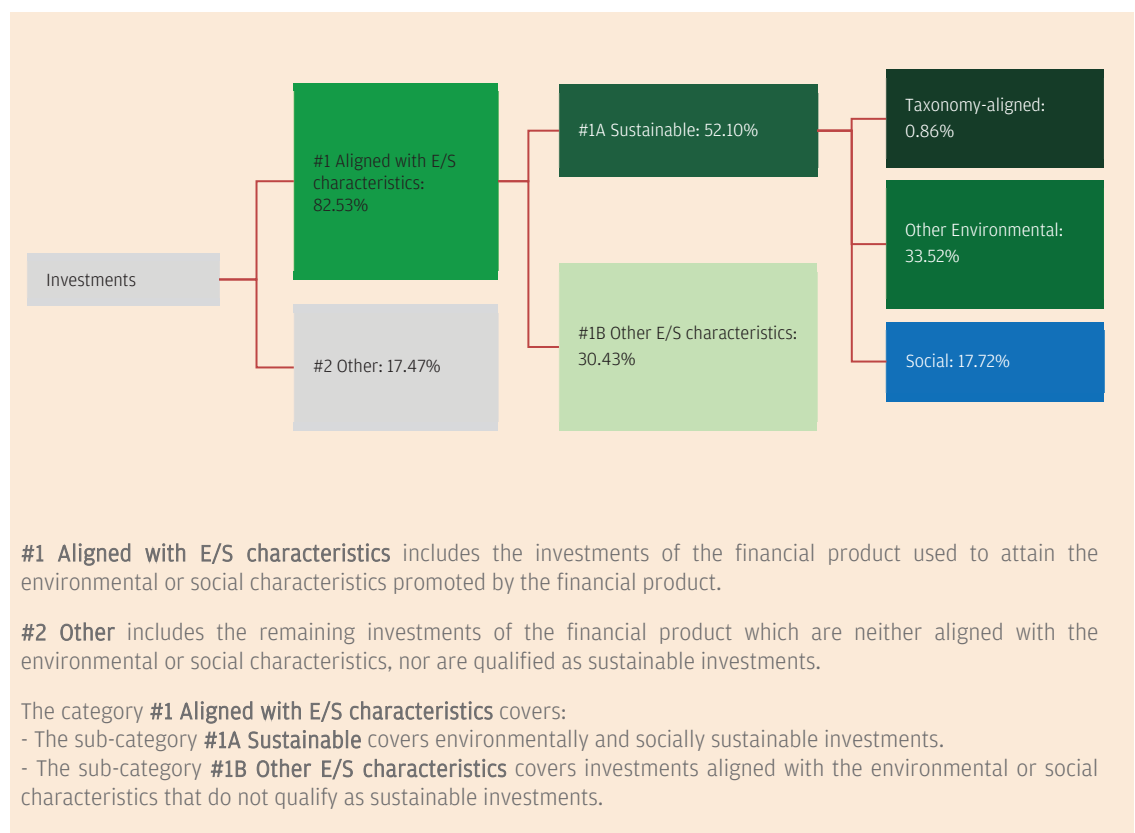 Investments
#1 Aligned with E/S
characteristics:
82.53%
#2 Other: 17.47%
#1A Sustainable: 52.10%
#1B Other E/S characteristics:
30.43%
Taxonomy-aligned:
0.86%
Other Environmental:
33.52%
Social: 17.72%
#1 Aligned with E/S characteristics includes the investments of the financial product used to attain the
environmental or social characteristics promoted by the financial product.
#2 Other includes the remaining investments of the financial product which are neither aligned with the
environmental or social characteristics, nor are qualified as sustainable investments.
The category #1 Aligned with E/S characteristics covers:
- The sub-category #1A Sustainable covers environmentally and socially sustainable investments.
- The sub-category #1B Other E/S characteristics covers investments aligned with the environmental or social
characteristics that do not qualify as sustainable investments.